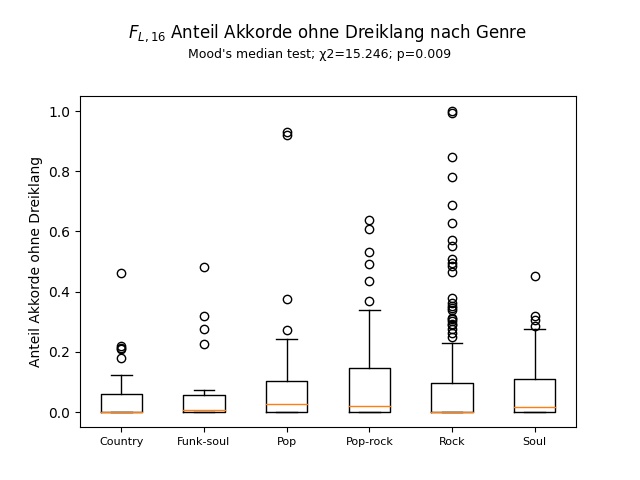 F_{L,16} Anteil Akkorde ohne Dreiklang nach Genre
Mood's median test; χ2=15.246; p=0.009
Anteil Akkorde ohne Dreiklang
1.0
0.8
0.6
0.4
0.2
0.0
Country Funk-soul Pop Pop-rock Rock Soul